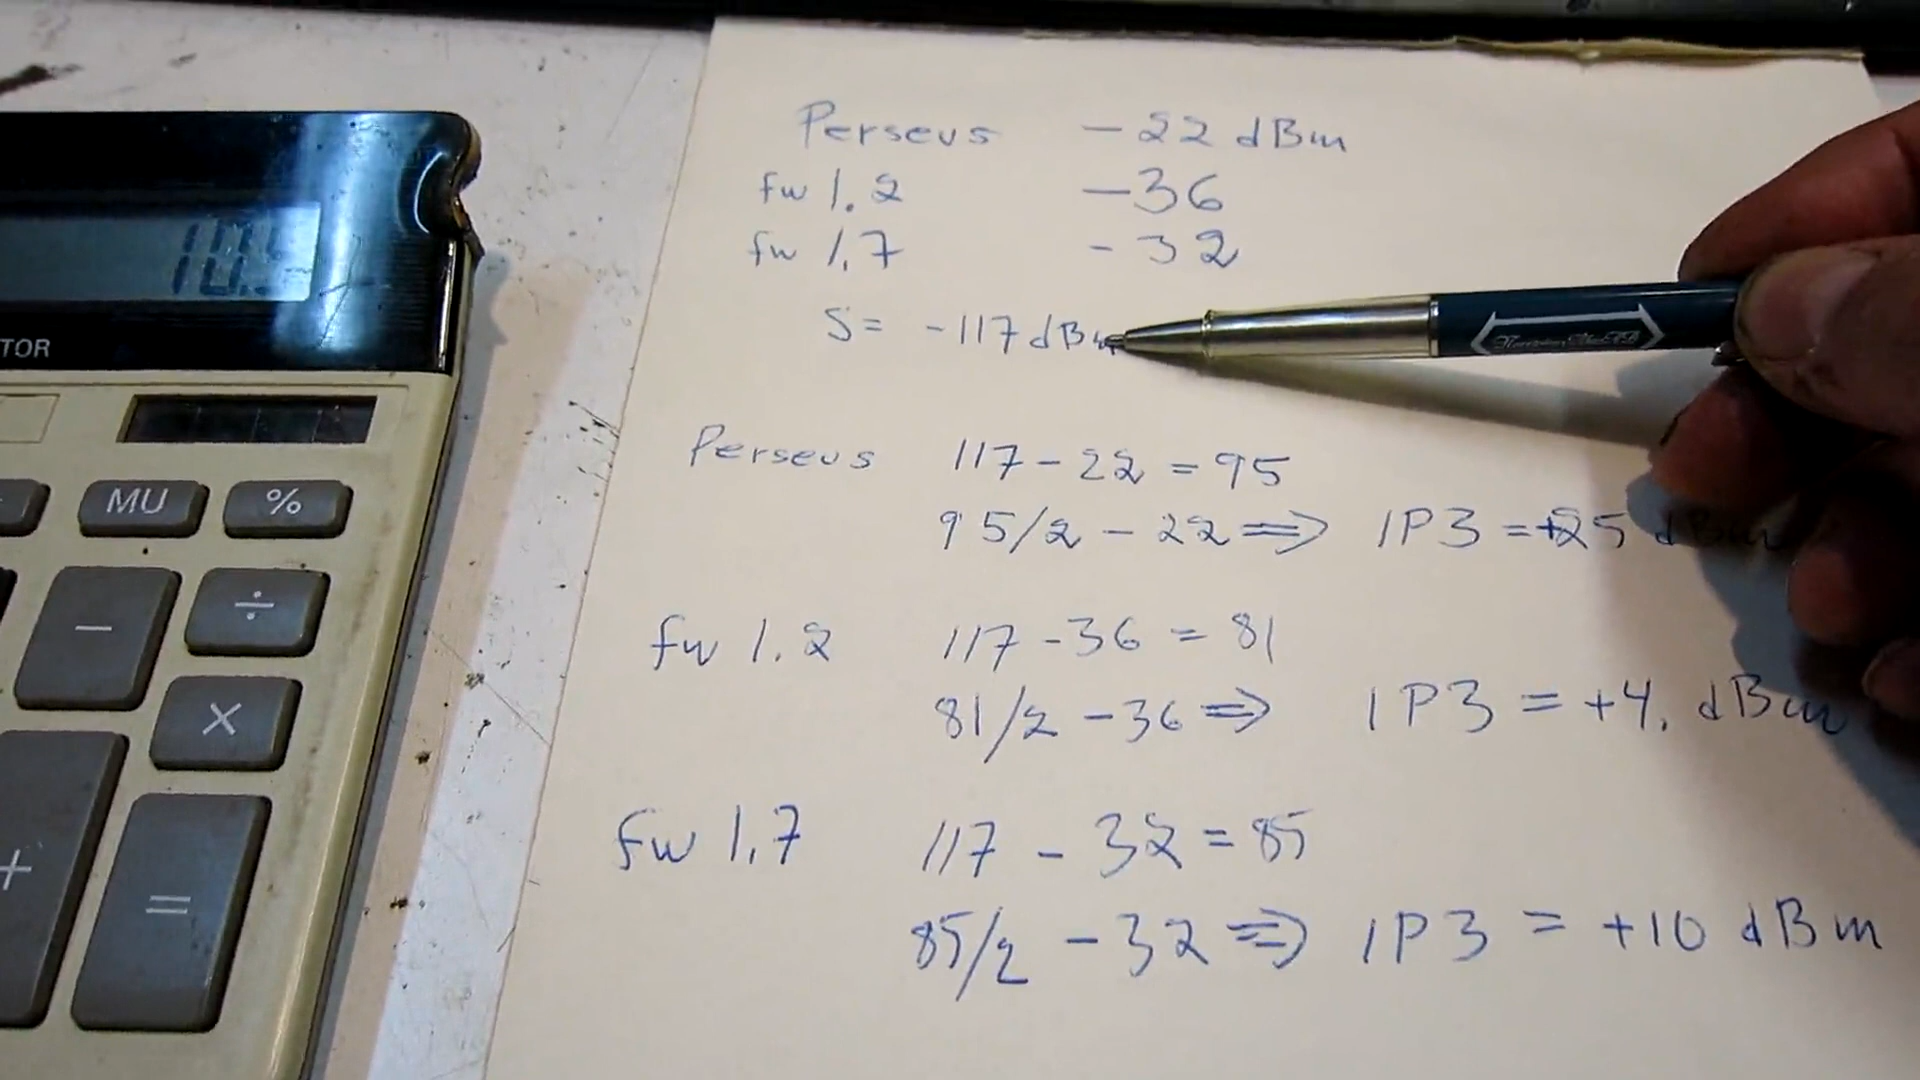 10.5
TOR
MU %
− ÷
×
+ =
Perseus −22 dBm
fw 1.2 −36
fw 1,7 -32
S= -117 dBm
Perseus 117-22 = 95
95/2 - 22 ⇒ IP3 = +25 dBm
fw 1.2 117-36 = 81
81/2 - 36 ⇒ IP3 = +4. dBm
fw 1,7 117 - 32 = 85
85/2 - 32 ⇒ IP3 = +10 dBm